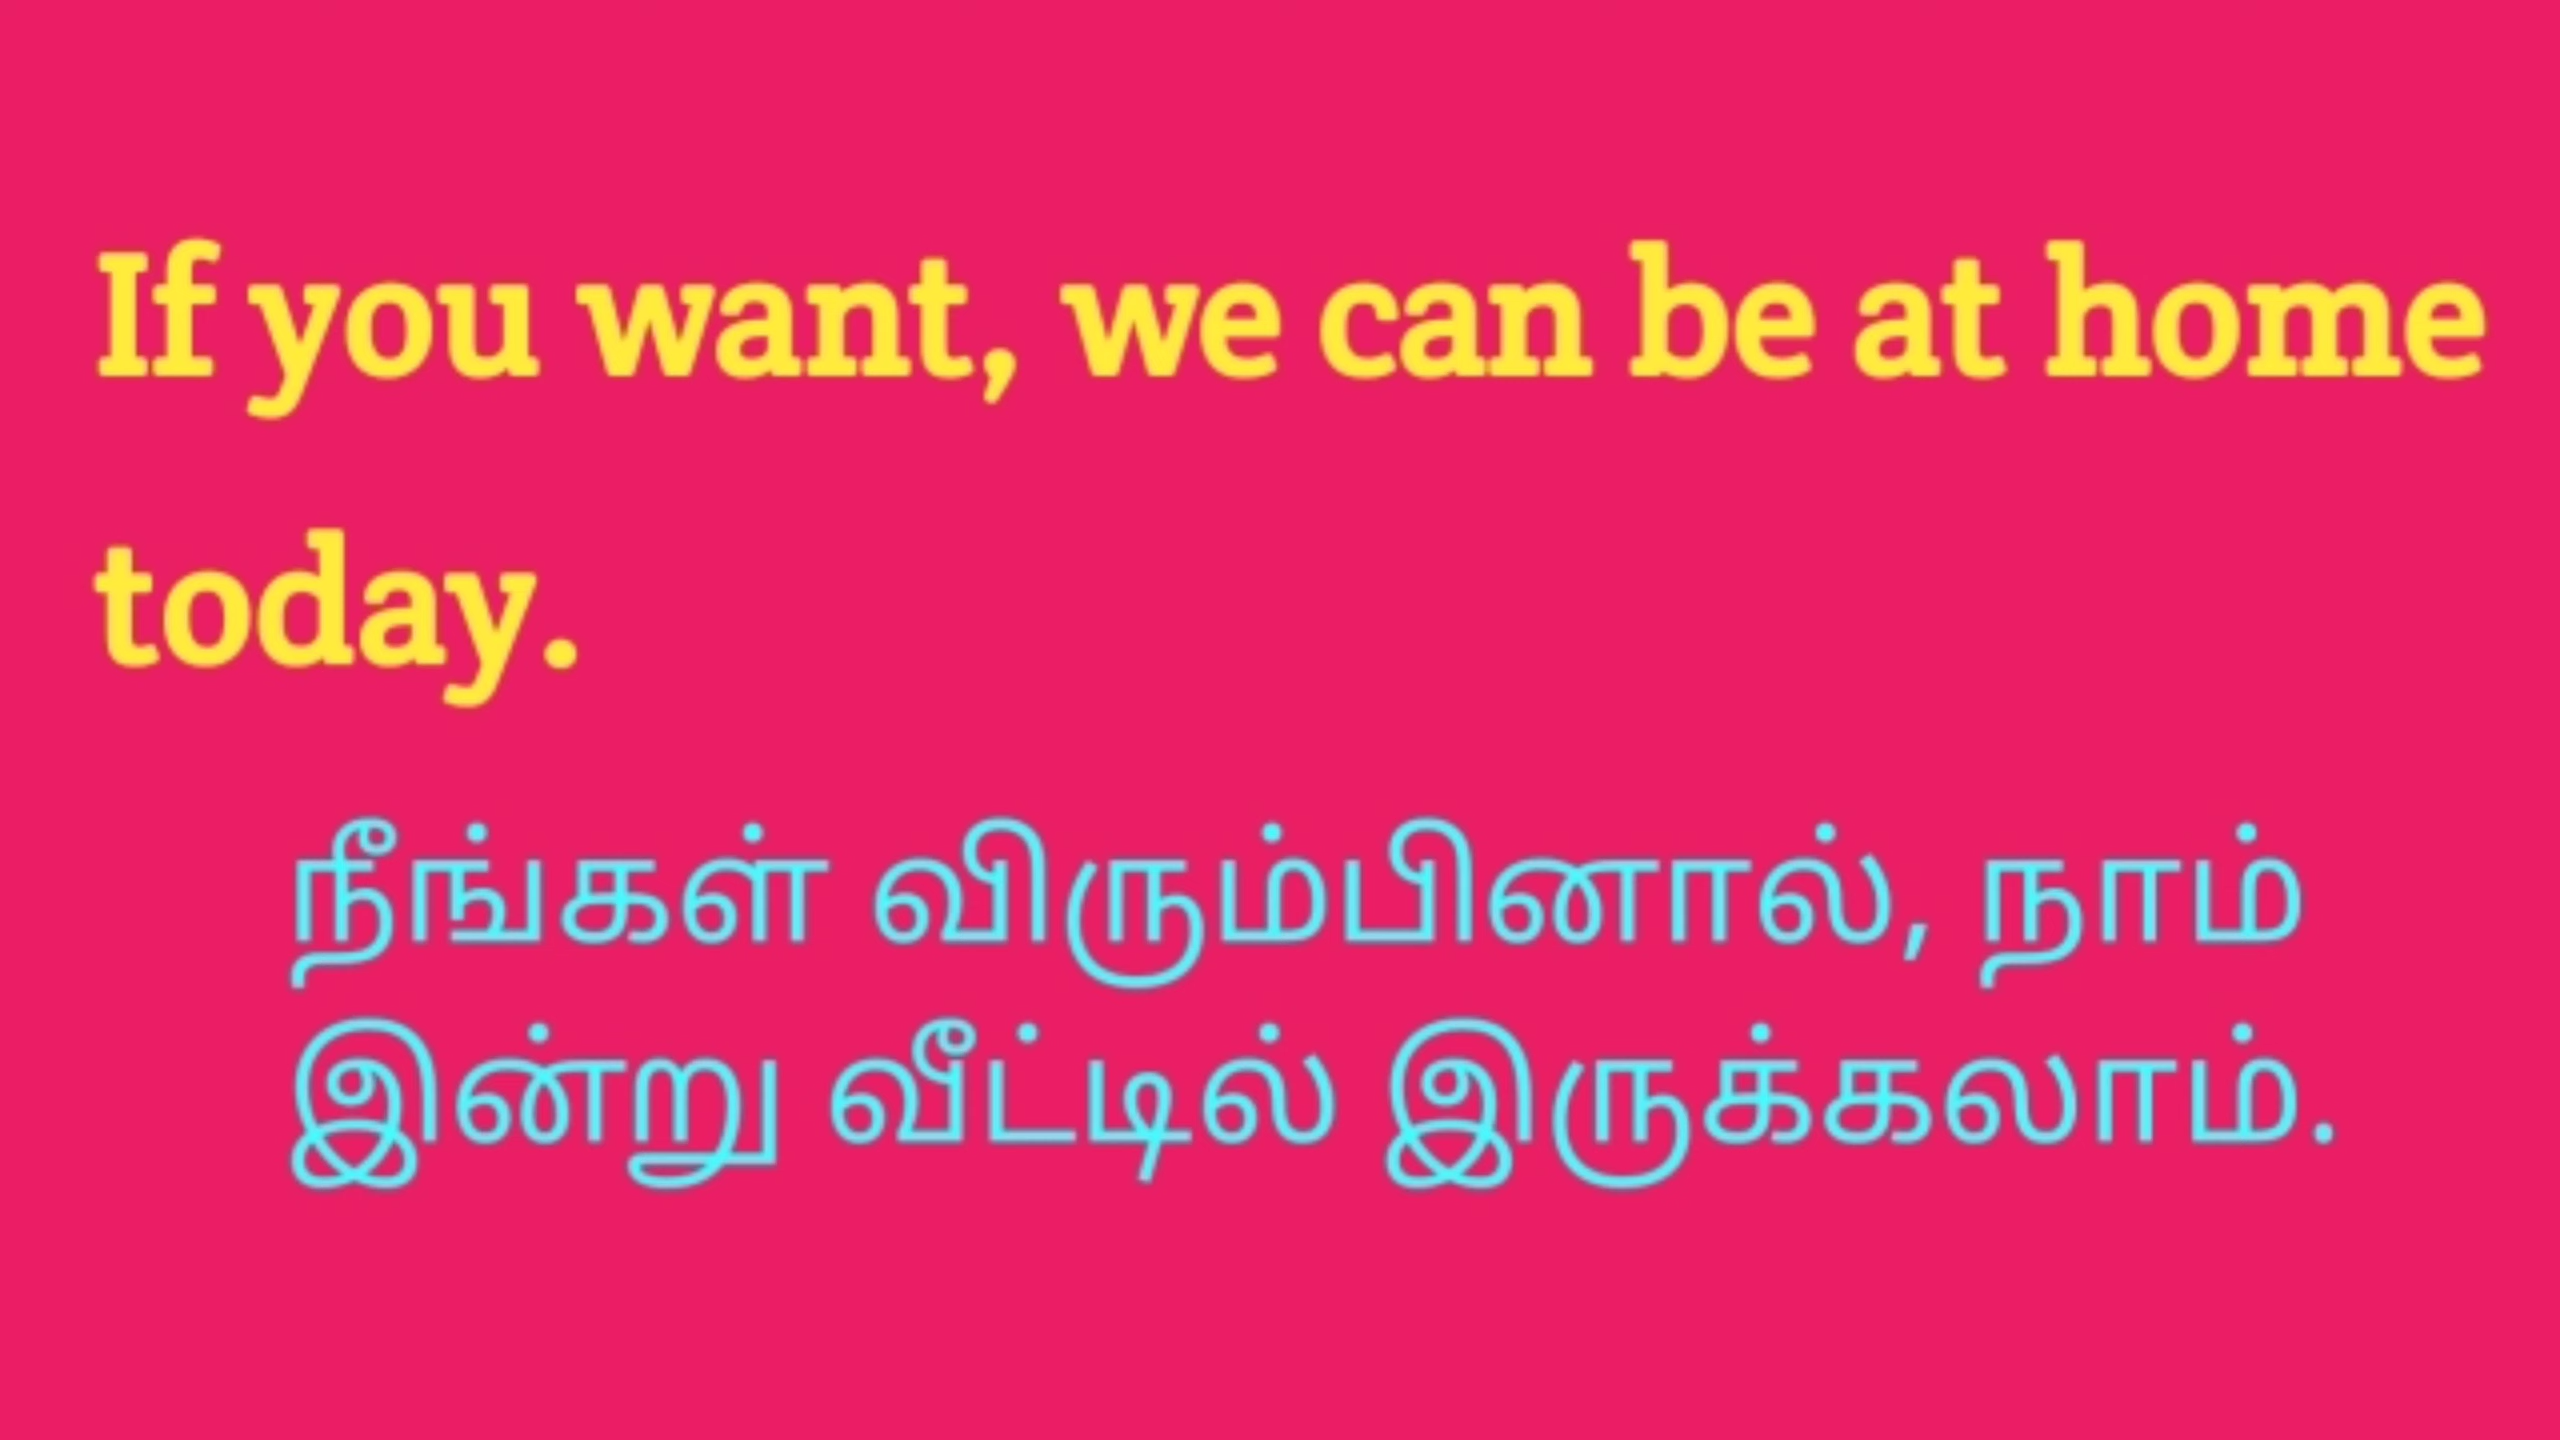 If you want, we can be at home
today.
நீங்கள் விரும்பினால், நாம்
இன்று வீட்டில் இருக்கலாம்.